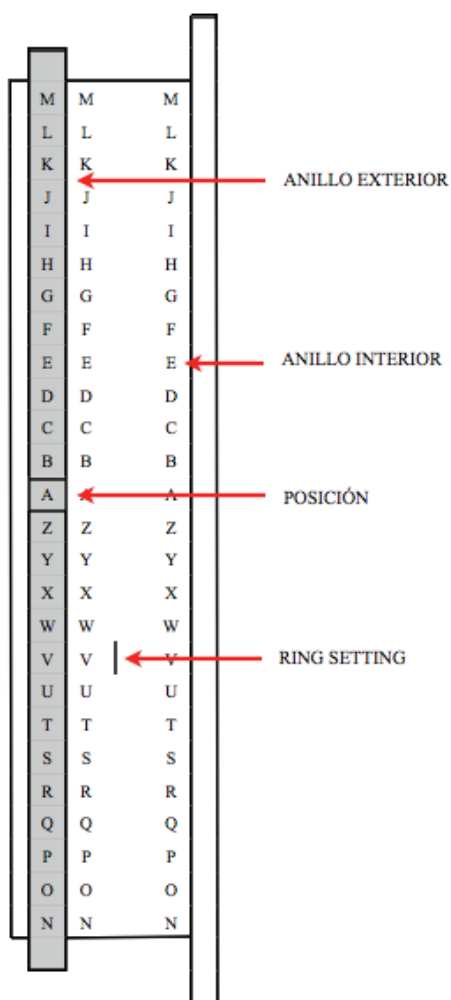 M M M
L L L
K K K
ANILLO EXTERIOR
J J J
I I I
H H H
G G G
F F F
E E E ANILLO INTERIOR
D D D
C C C
B B B
A A A POSICIÓN
Z Z Z
Y Y Y
X X X
W W W
V V V RING SETTING
U U U
T T T
S S S
R R R
Q Q Q
P P P
O O O
N N N